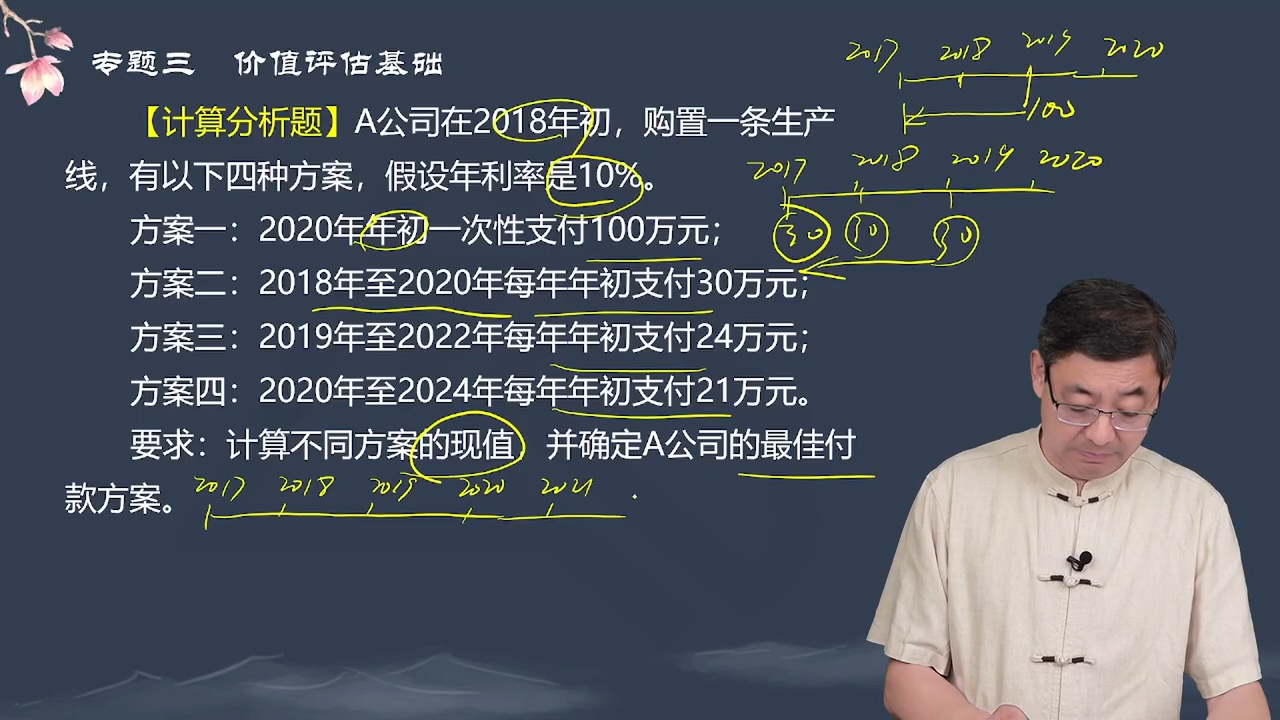 专题三 价值评估基础
2017 2018 2019 2020
100
【计算分析题】A公司在2018年初，购置一条生产
线，有以下四种方案，假设年利率是10%。
2017 2018 2019 2020
方案一：2020年年初一次性支付100万元；
30 30 30
方案二：2018年至2020年每年年初支付30万元；
方案三：2019年至2022年每年年初支付24万元；
方案四：2020年至2024年每年年初支付21万元。
要求：计算不同方案的现值，并确定A公司的最佳付
款方案。
2017 2018 2019 2020 2021